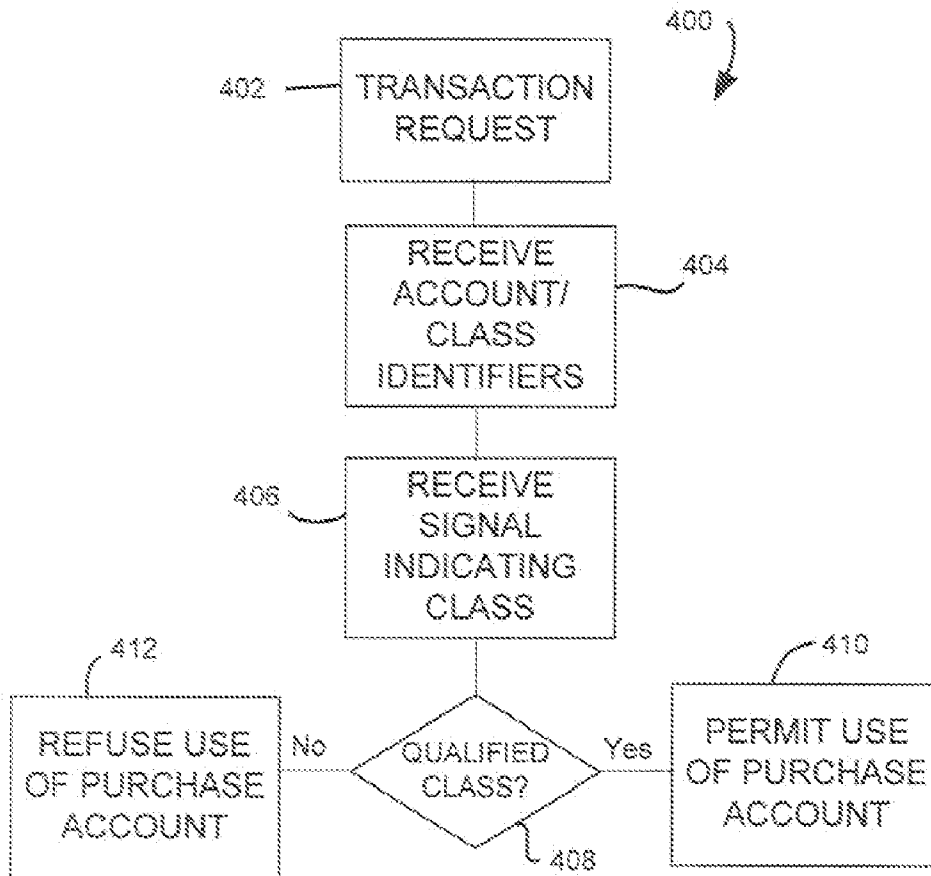 400
402
TRANSACTION
REQUEST
RECEIVE
ACCOUNT/
CLASS
IDENTIFIERS
404
406
RECEIVE
SIGNAL
INDICATING
CLASS
412
410
REFUSE USE
OF PURCHASE
ACCOUNT
No
QUALIFIED
CLASS?
Yes
PERMIT USE
OF PURCHASE
ACCOUNT
408